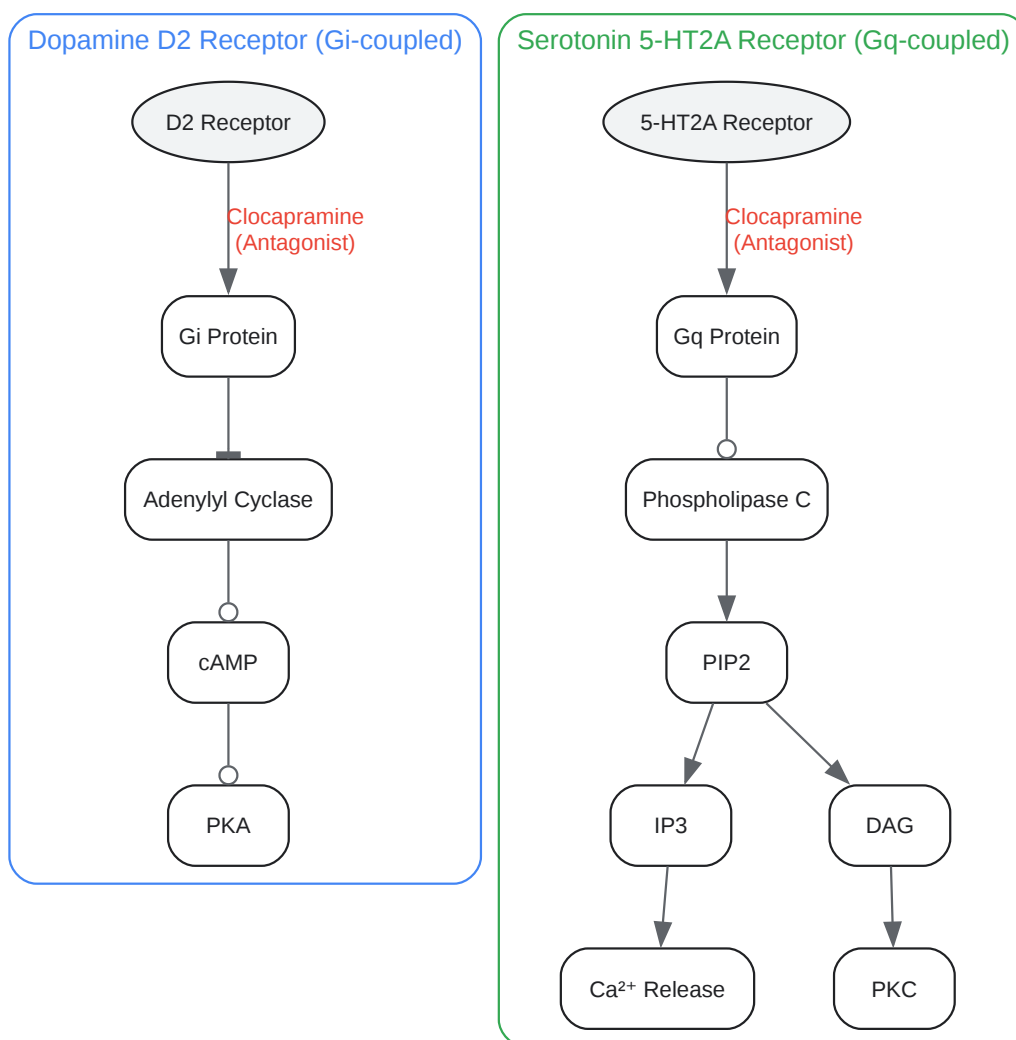 Dopamine D2 Receptor (Gi-coupled)
D2 Receptor
Clocapramine
(Antagonist)
Gi Protein
Adenylyl Cyclase
cAMP
PKA
Serotonin 5-HT2A Receptor (Gq-coupled)
5-HT2A Receptor
Clocapramine
(Antagonist)
Gq Protein
Phospholipase C
PIP2
IP3
DAG
Ca²⁺ Release
PKC